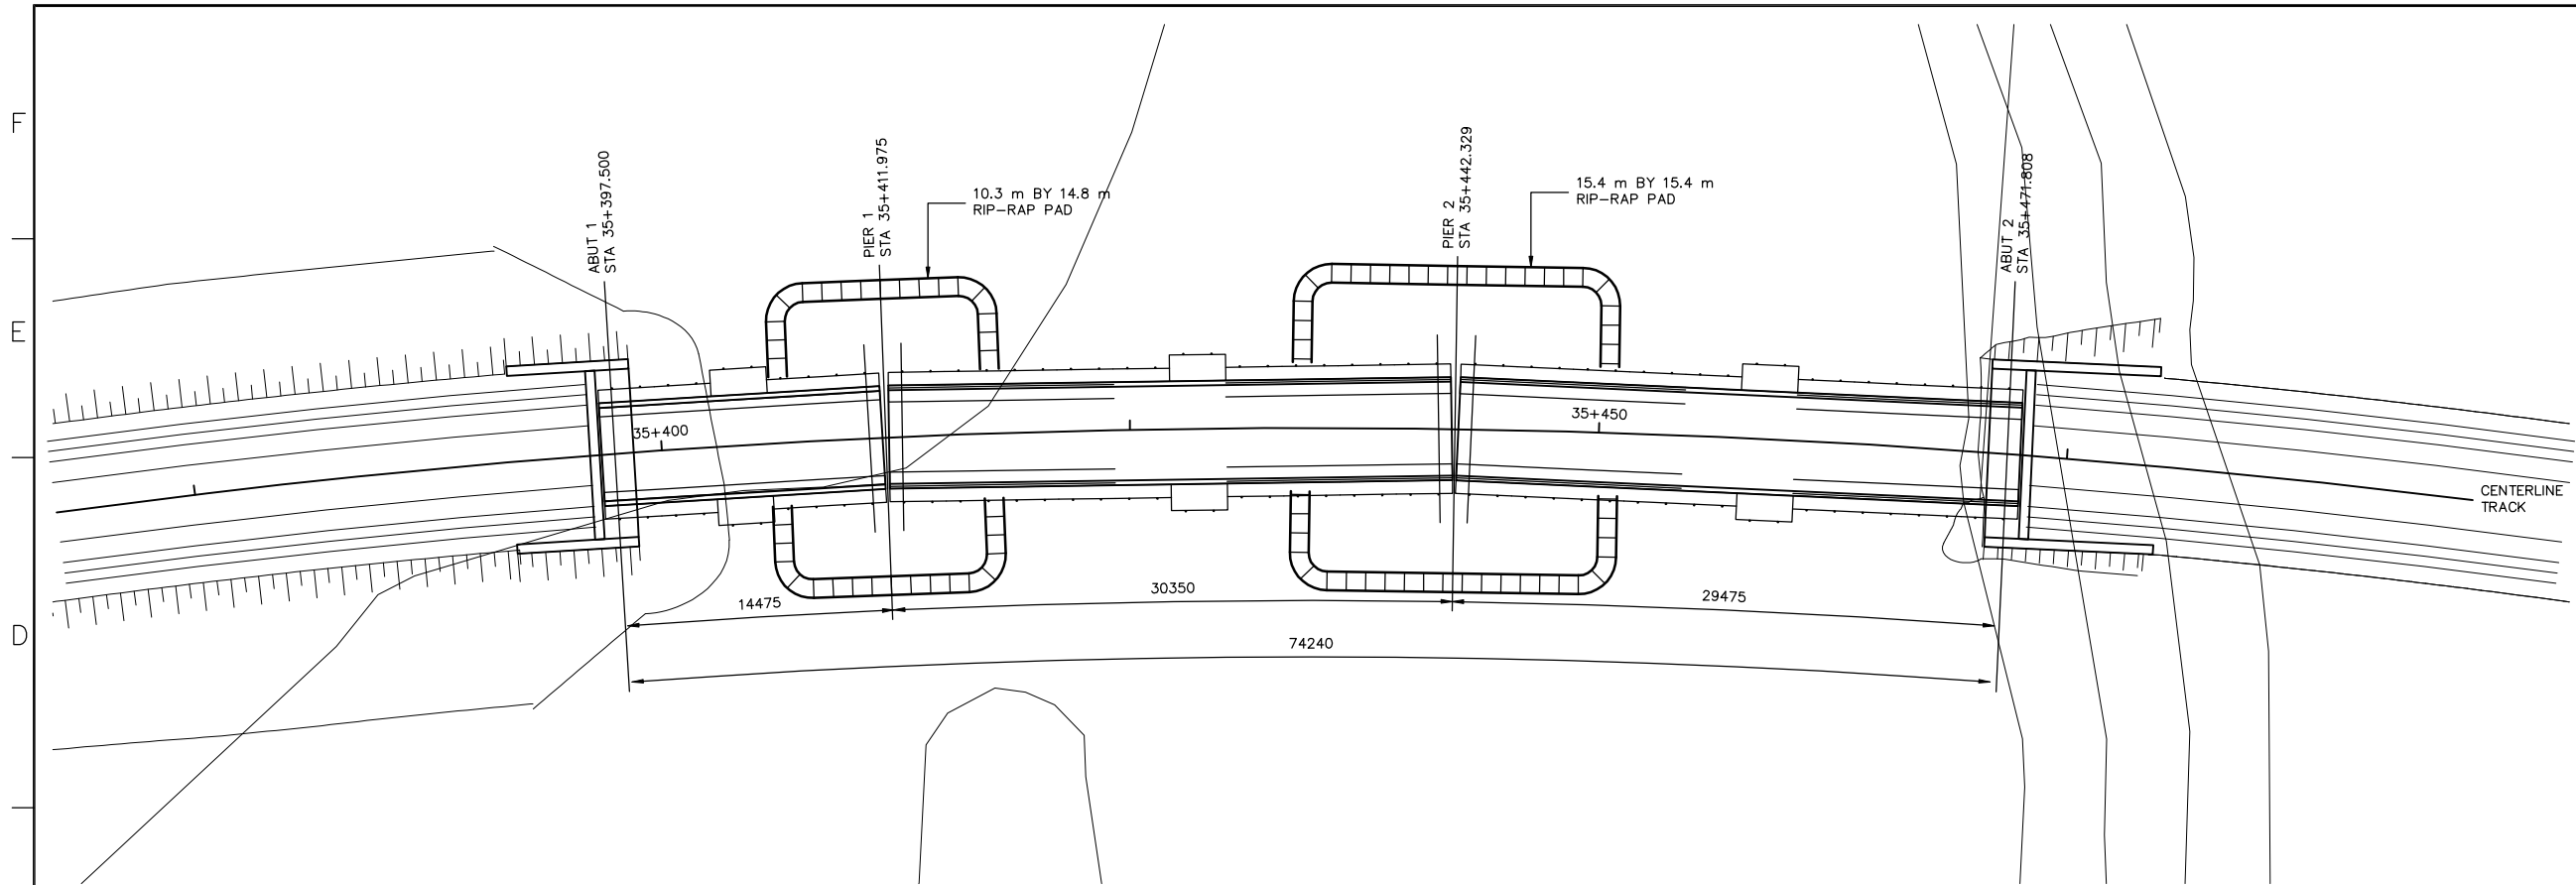 F
E
D
ABUT 1
STA 35+397.500
PIER 1
STA 35+411.975
10.3 m BY 14.8 m
RIP-RAP PAD
PIER 2
STA 35+442.329
15.4 m BY 15.4 m
RIP-RAP PAD
ABUT 2
STA 35+471.808
35+400
35+450
CENTERLINE
TRACK
14475
30350
29475
74240